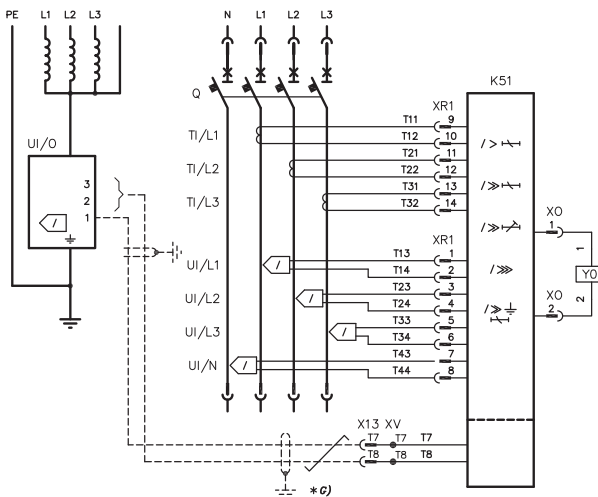 PE L1 L2 L3
N L1 L2 L3
K51
Q
XR1
T11 9
TI/L1
T12 10
T21 11
TI/L2
T22 12
T31 13
TI/L3
T32 14
/ >
/ >>
/ >>
/ >>>
/ >>
UI/O
3
2
1
/
XR1
T13 1
UI/L1
/
T14 2
T23 3
UI/L2
/
T24 4
T33 5
UI/L3
/
T34 6
T43 7
UI/N
/
T44 8
XO
1
1
YO
2
XO
2
X13 XV
T7 T7 T7
T8 T8 T8
*G)